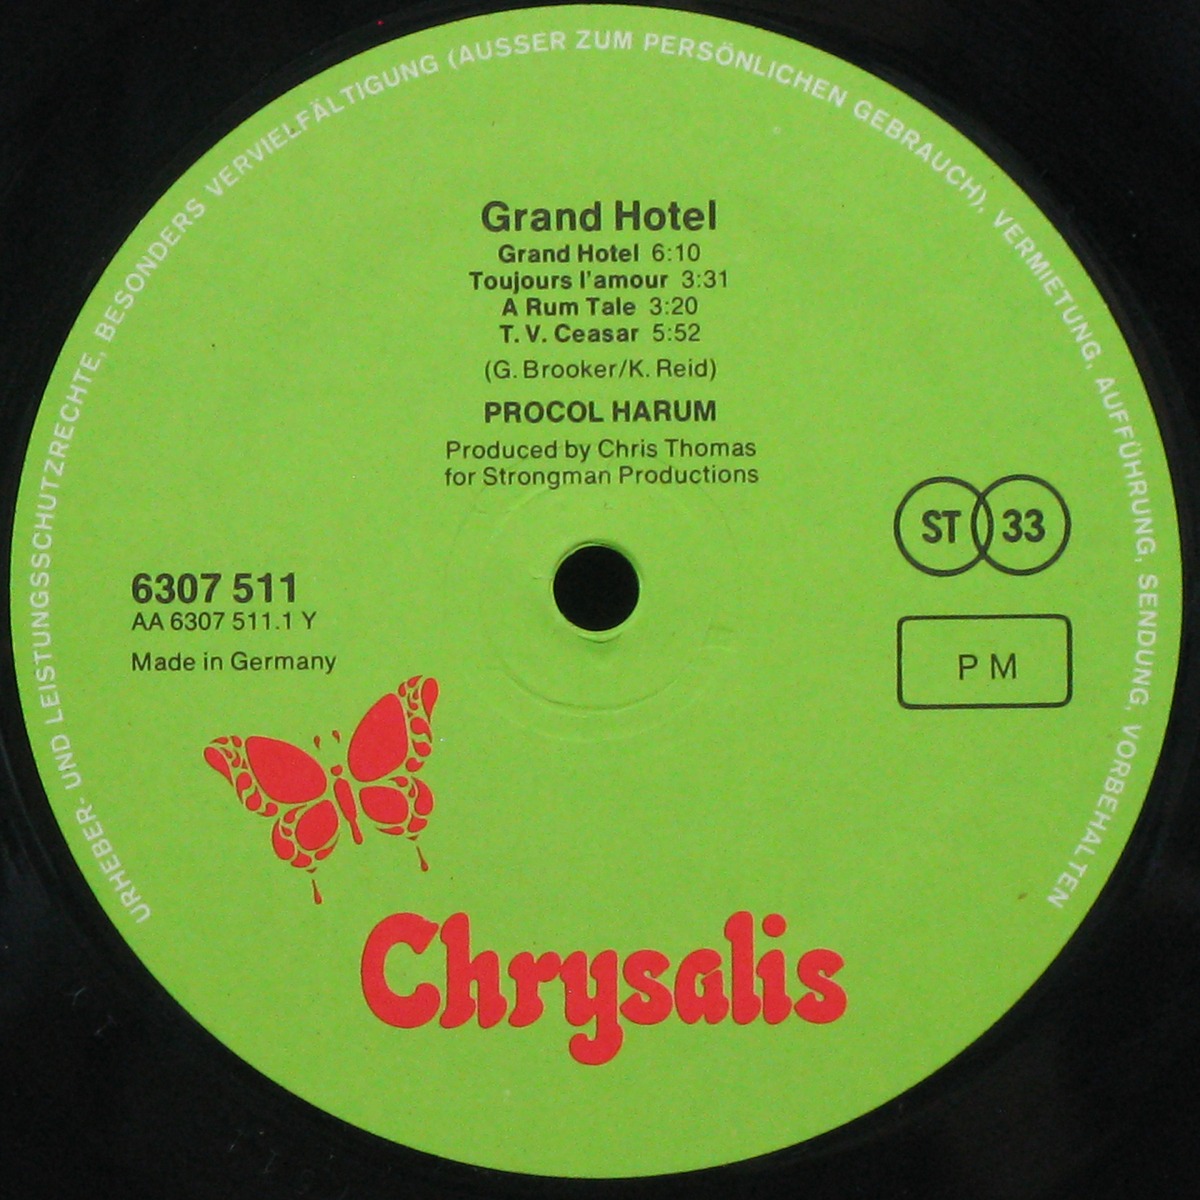 URHEBER- UND LEISTUNGSSCHUTZRECHTE, BESONDERS VERVIELFÄLTIGUNG (AUSSER ZUM PERSÖNLICHEN GEBRAUCH), VERMIETUNG, AUFFÜHRUNG, SENDUNG, VORBEHALTEN
Grand Hotel
Grand Hotel 6:10
Toujours l'amour 3:31
A Rum Tale 3:20
T. V. Ceasar 5:52
(G. Brooker/K. Reid)
PROCOL HARUM
Produced by Chris Thomas
for Strongman Productions
ST 33
6307 511
AA 6307 511.1 Y
Made in Germany
P M
Chrysalis